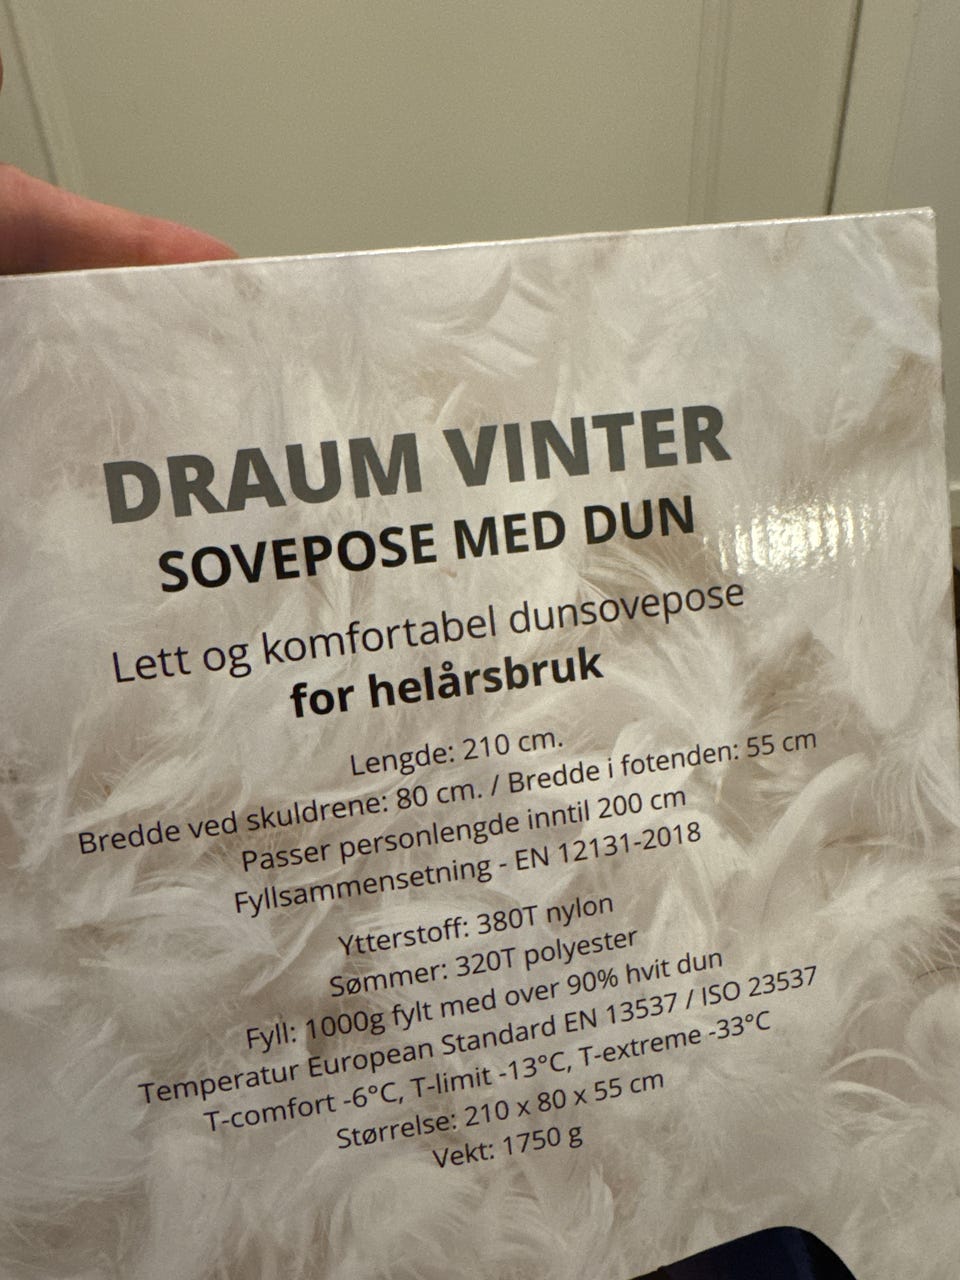 DRAUM VINTER
SOVEPOSE MED DUN
Lett og komfortabel dunsovepose
for helårsbruk
Lengde: 210 cm.
Bredde ved skuldrene: 80 cm. / Bredde i fotenden: 55 cm
Passer personlengde inntil 200 cm
Fyllsammensetning - EN 12131-2018
Ytterstoff: 380T nylon
Sømmer: 320T polyester
Fyll: 1000g fylt med over 90% hvit dun
Temperatur European Standard EN 13537 / ISO 23537
T-comfort -6°C, T-limit -13°C, T-extreme -33°C
Størrelse: 210 x 80 x 55 cm
Vekt: 1750 g